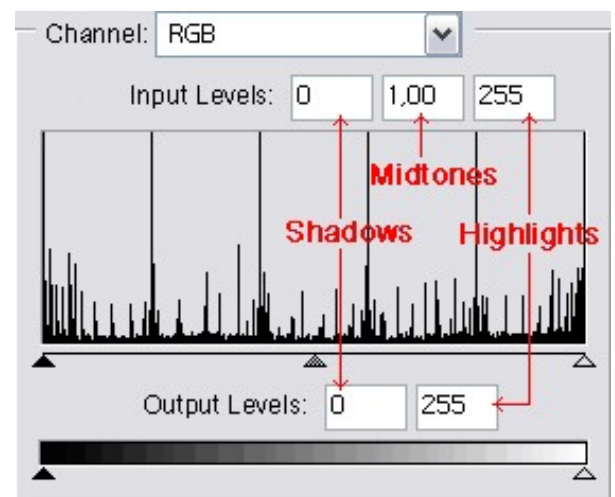 Channel: RGB
Input Levels: 0 1,00 255
Midtones
Shadows Highlights
Output Levels: 0 255